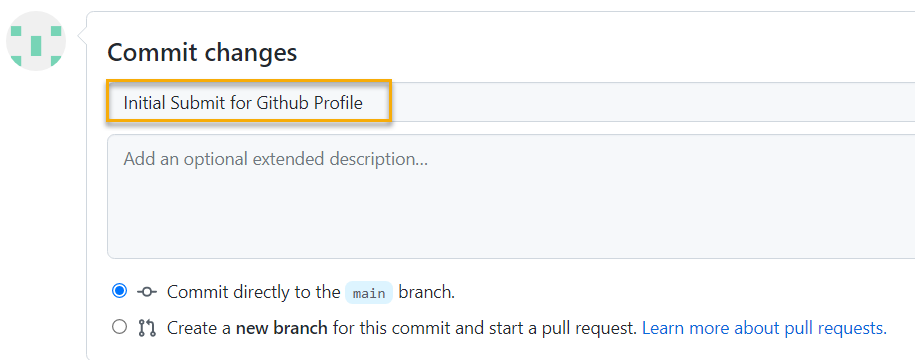 Commit changes
Initial Submit for Github Profile
Add an optional extended description...
Commit directly to the main branch.
Create a new branch for this commit and start a pull request. Learn more about pull requests.